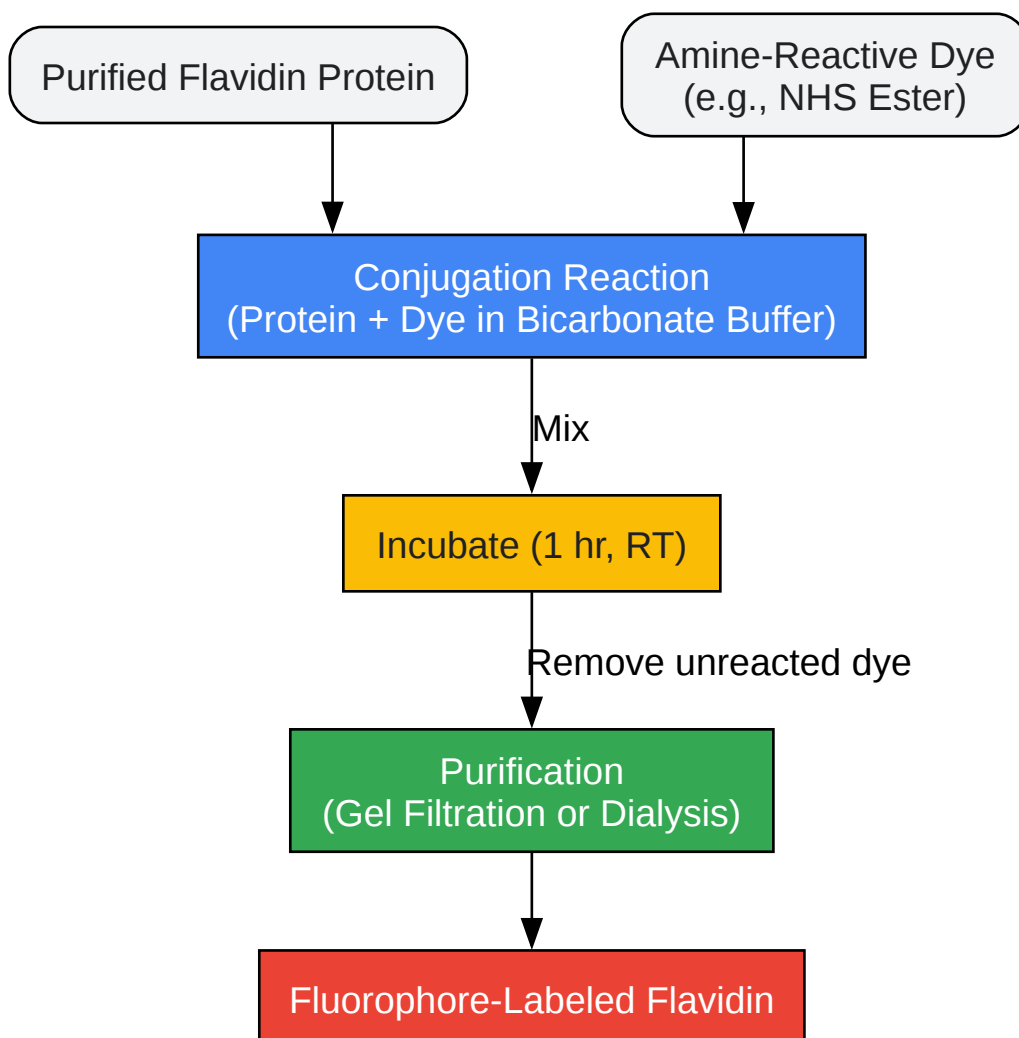 Purified Flavidin Protein
Amine-Reactive Dye
(e.g., NHS Ester)
Conjugation Reaction
(Protein + Dye in Bicarbonate Buffer)
Mix
Incubate (1 hr, RT)
Remove unreacted dye
Purification
(Gel Filtration or Dialysis)
Fluorophore-Labeled Flavidin